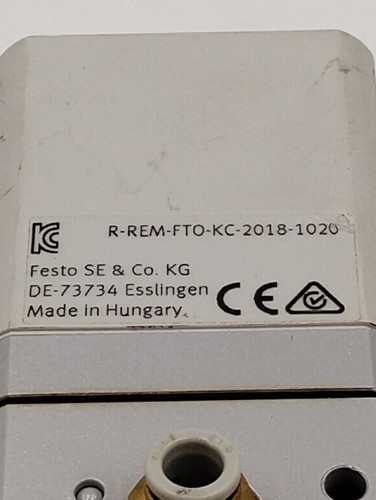 R-REM-FTO-KC-2018-1020
Festo SE & Co. KG
DE-73734 Esslingen
Made in Hungary
CE